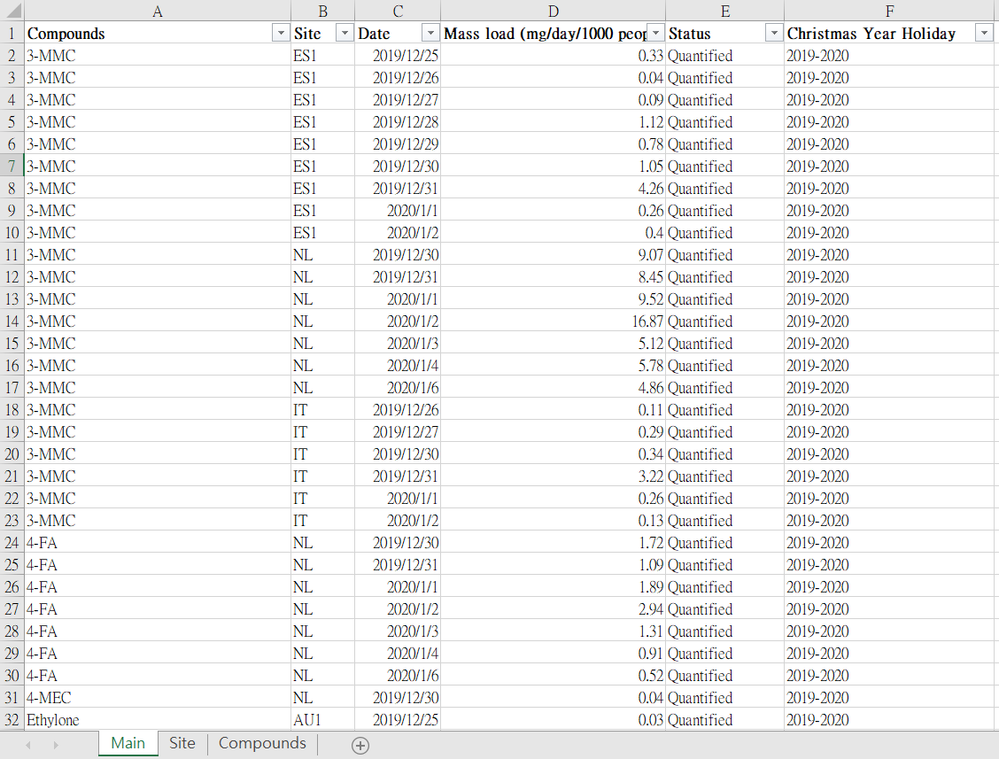 A B C D E F
1 Compounds Site Date Mass load (mg/day/1000 peop Status Christmas Year Holiday
2 3-MMC ES1 2019/12/25 0.33 Quantified 2019-2020
3 3-MMC ES1 2019/12/26 0.04 Quantified 2019-2020
4 3-MMC ES1 2019/12/27 0.09 Quantified 2019-2020
5 3-MMC ES1 2019/12/28 1.12 Quantified 2019-2020
6 3-MMC ES1 2019/12/29 0.78 Quantified 2019-2020
7 3-MMC ES1 2019/12/30 1.05 Quantified 2019-2020
8 3-MMC ES1 2019/12/31 4.26 Quantified 2019-2020
9 3-MMC ES1 2020/1/1 0.26 Quantified 2019-2020
10 3-MMC ES1 2020/1/2 0.4 Quantified 2019-2020
11 3-MMC NL 2019/12/30 9.07 Quantified 2019-2020
12 3-MMC NL 2019/12/31 8.45 Quantified 2019-2020
13 3-MMC NL 2020/1/1 9.52 Quantified 2019-2020
14 3-MMC NL 2020/1/2 16.87 Quantified 2019-2020
15 3-MMC NL 2020/1/3 5.12 Quantified 2019-2020
16 3-MMC NL 2020/1/4 5.78 Quantified 2019-2020
17 3-MMC NL 2020/1/6 4.86 Quantified 2019-2020
18 3-MMC IT 2019/12/26 0.11 Quantified 2019-2020
19 3-MMC IT 2019/12/27 0.29 Quantified 2019-2020
20 3-MMC IT 2019/12/30 0.34 Quantified 2019-2020
21 3-MMC IT 2019/12/31 3.22 Quantified 2019-2020
22 3-MMC IT 2020/1/1 0.26 Quantified 2019-2020
23 3-MMC IT 2020/1/2 0.13 Quantified 2019-2020
24 4-FA NL 2019/12/30 1.72 Quantified 2019-2020
25 4-FA NL 2019/12/31 1.09 Quantified 2019-2020
26 4-FA NL 2020/1/1 1.89 Quantified 2019-2020
27 4-FA NL 2020/1/2 2.94 Quantified 2019-2020
28 4-FA NL 2020/1/3 1.31 Quantified 2019-2020
29 4-FA NL 2020/1/4 0.91 Quantified 2019-2020
30 4-FA NL 2020/1/6 0.52 Quantified 2019-2020
31 4-MEC NL 2019/12/30 0.04 Quantified 2019-2020
32 Ethylone AU1 2019/12/25 0.03 Quantified 2019-2020
Main Site Compounds